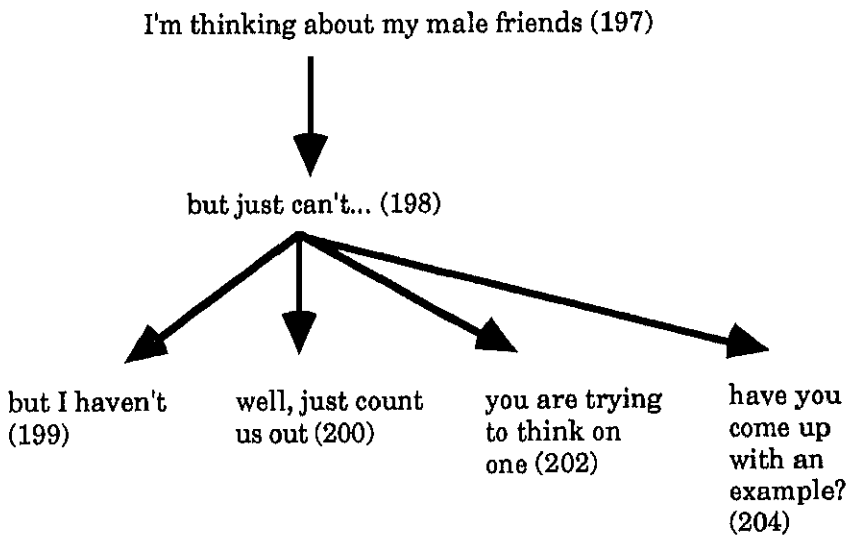 I'm thinking about my male friends (197)
but just can't... (198)
but I haven't
(199)
well, just count
us out (200)
you are trying
to think on
one (202)
have you
come up
with an
example?
(204)